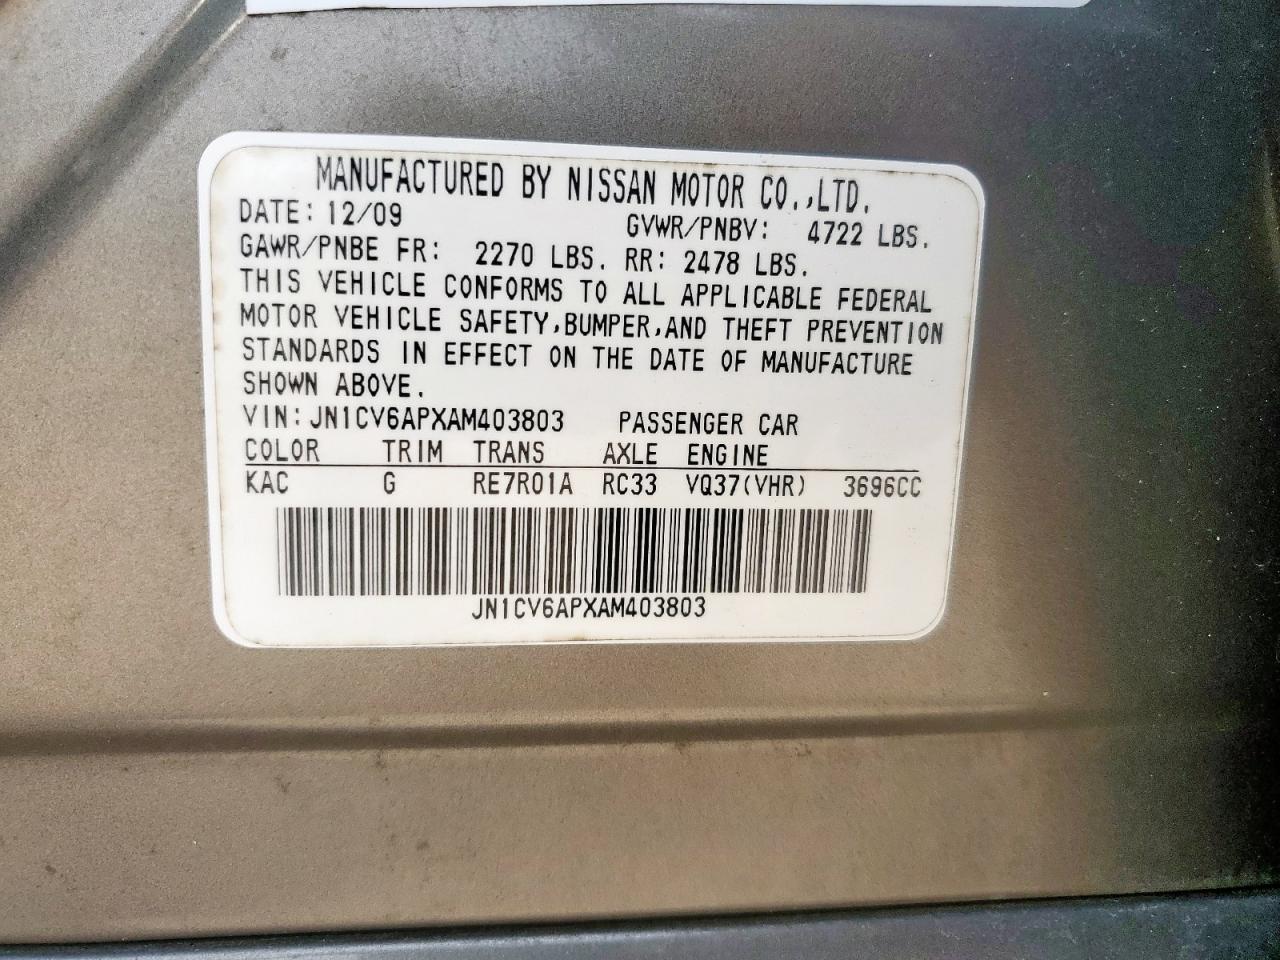 MANUFACTURED BY NISSAN MOTOR CO.,LTD.
DATE: 12/09 GVWR/PNBV: 4722 LBS.
GAWR/PNBE FR: 2270 LBS. RR: 2478 LBS.
THIS VEHICLE CONFORMS TO ALL APPLICABLE FEDERAL
MOTOR VEHICLE SAFETY,BUMPER,AND THEFT PREVENTION
STANDARDS IN EFFECT ON THE DATE OF MANUFACTURE
SHOWN ABOVE.
VIN: JN1CV6APXAM403803 PASSENGER CAR
COLOR TRIM TRANS AXLE ENGINE
KAC G RE7R01A RC33 VQ37(VHR) 3696CC
JN1CV6APXAM403803